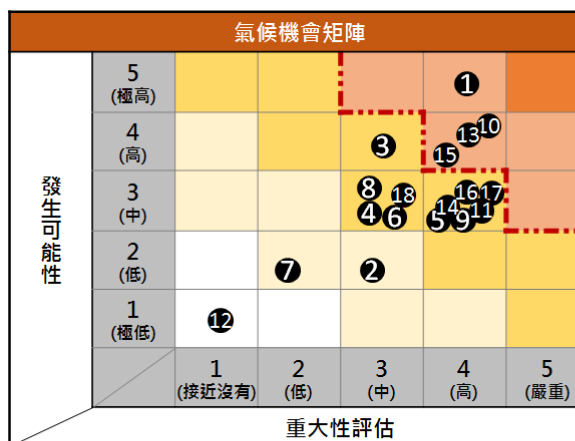 氣候機會矩陣
發生可能性
5
(極高)
1
4
(高)
3
13
10
15
3
(中)
8
18
4
6
16
17
14
11
5
9
2
(低)
7
2
1
(極低)
12
1
(接近沒有)
2
(低)
3
(中)
4
(高)
5
(嚴重)
重大性評估